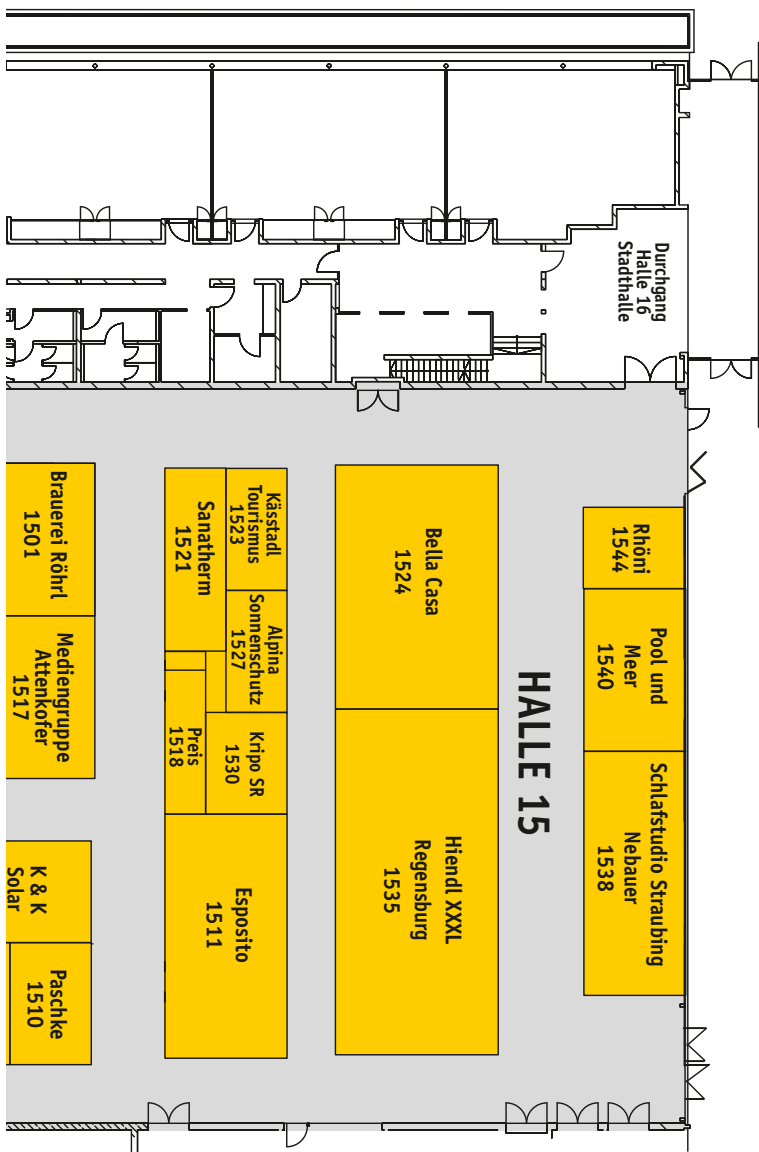 Durchgang
Halle 16
Stadthalle
Rhöni
1544
Pool und
Meer
1540
Schlafstudio Straubing
Nebauer
1538
HALLE 15
Bella Casa
1524
Hiendl XXXL
Regensburg
1535
Kässtadl
Tourismus
1523
Sanatherm
1521
Alpina
Sonnenschutz
1527
Kripo SR
1530
Preis
1518
Esposito
1511
Brauerei Röhrl
1501
Mediengruppe
Attenkofer
1517
K & K
Solar
Paschke
1510